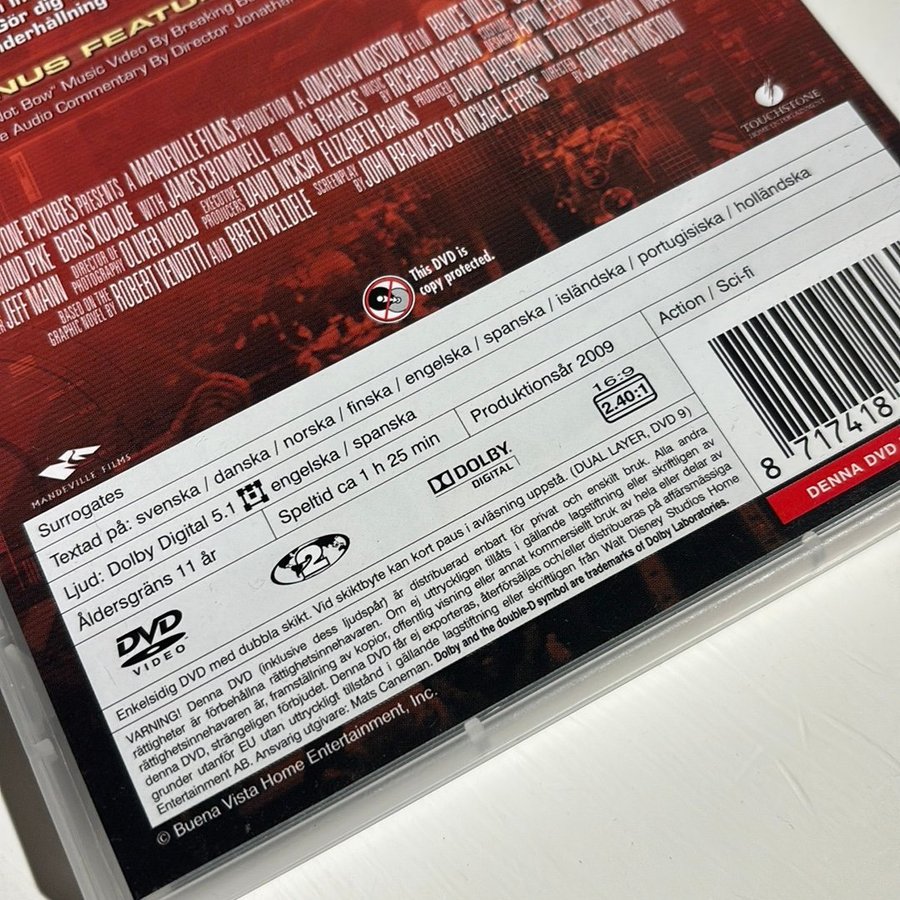 Gör dig
underhållning
BONUS FEATURES
Not Bow" Music Video By Breaking
Audio Commentary By Director Jonathan
TOUCHSTONE PICTURES PRESENTS A MANDEVILLE FILMS PRODUCTION A JONATHAN MOSTOW FILM BRUCE WILLIS
PIKE BORIS KODJOE WITH JAMES CROMWELL AND VING RHAMES MUSIC BY RICHARD MARVIN
JEFF MANN DIRECTOR OF PHOTOGRAPHY OLIVER WOOD EXECUTIVE PRODUCERS DAVID NICKSAY ELIZABETH BANKS PRODUCED BY DAVID HOBERMAN TODD LIEBERMAN
BASED ON THE GRAPHIC NOVEL BY ROBERT VENDITTI AND BRETT WELDELE SCREENPLAY BY JOHN BRANCATO & MICHAEL FERRIS DIRECTED BY JONATHAN MOSTOW
TOUCHSTONE
HOME ENTERTAINMENT
This DVD is
copy protected.
MANDEVILLE FILMS
Surrogates
Textad på: svenska / danska / norska / finska / engelska / spanska / isländska / portugisiska / holländska
Ljud: Dolby Digital 5.1 engelska / spanska
Åldersgräns 11 år
Speltid ca 1 h 25 min
Produktionsår 2009
Action / Sci-fi
DVD
VIDEO
2
DOLBY
DIGITAL
16:9
2.40:1
8 717418
DENNA DVD
Enkelsidig DVD med dubbla skikt. Vid skiktbyte kan kort paus i avläsning uppstå. (DUAL LAYER, DVD 9)
VARNING! Denna DVD (inklusive dess ljudspår) är distribuerad enbart för privat och enskilt bruk. Alla andra
rättigheter är förbehållna rättighetsinnehavaren. Om ej uttryckligen tillåts i gällande lagstiftning eller skriftligen av
rättighetsinnehavaren är, framställning av kopior, offentlig visning eller annat kommersiellt bruk av hela eller delar av
denna DVD, strängeligen förbjudet. Denna DVD får ej exporteras, återförsäljas och/eller distribueras på affärsmässiga
grunder utanför EU utan uttryckligt tillstånd i gällande lagstiftning eller skriftligen från Walt Disney Studios Home
Entertainment AB. Ansvarig utgivare: Mats Caneman. Dolby and the double-D symbol are trademarks of Dolby Laboratories.
© Buena Vista Home Entertainment, Inc.